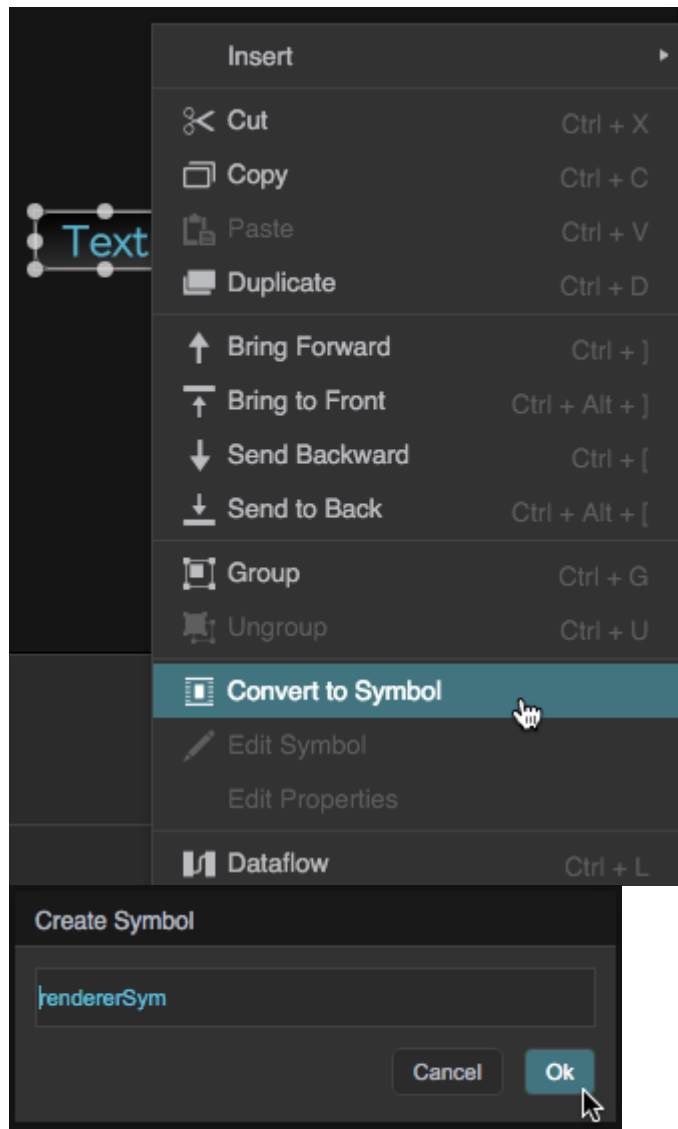 Insert
Cut Ctrl + X
Copy Ctrl + C
Text
Paste Ctrl + V
Duplicate Ctrl + D
Bring Forward Ctrl + ]
Bring to Front Ctrl + Alt + ]
Send Backward Ctrl + [
Send to Back Ctrl + Alt + [
Group Ctrl + G
Ungroup Ctrl + U
Convert to Symbol
Edit Symbol
Edit Properties
Dataflow Ctrl + L
Create Symbol
rendererSym
Cancel Ok